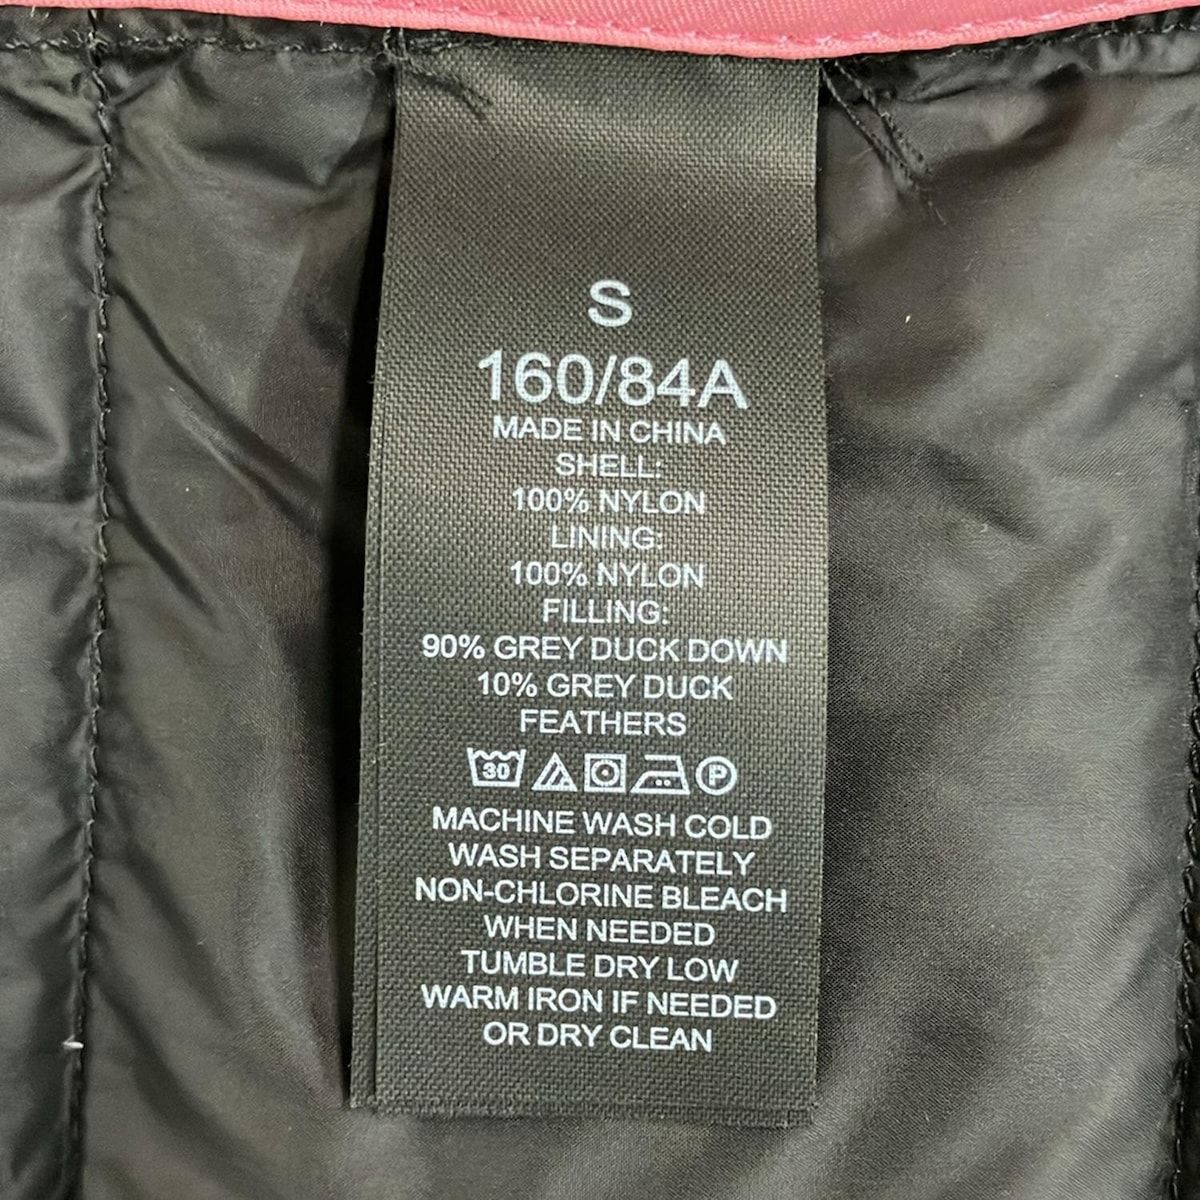 S
160/84A
MADE IN CHINA
SHELL:
100% NYLON
LINING:
100% NYLON
FILLING:
90% GREY DUCK DOWN
10% GREY DUCK
FEATHERS
30 P
MACHINE WASH COLD
WASH SEPARATELY
NON-CHLORINE BLEACH
WHEN NEEDED
TUMBLE DRY LOW
WARM IRON IF NEEDED
OR DRY CLEAN